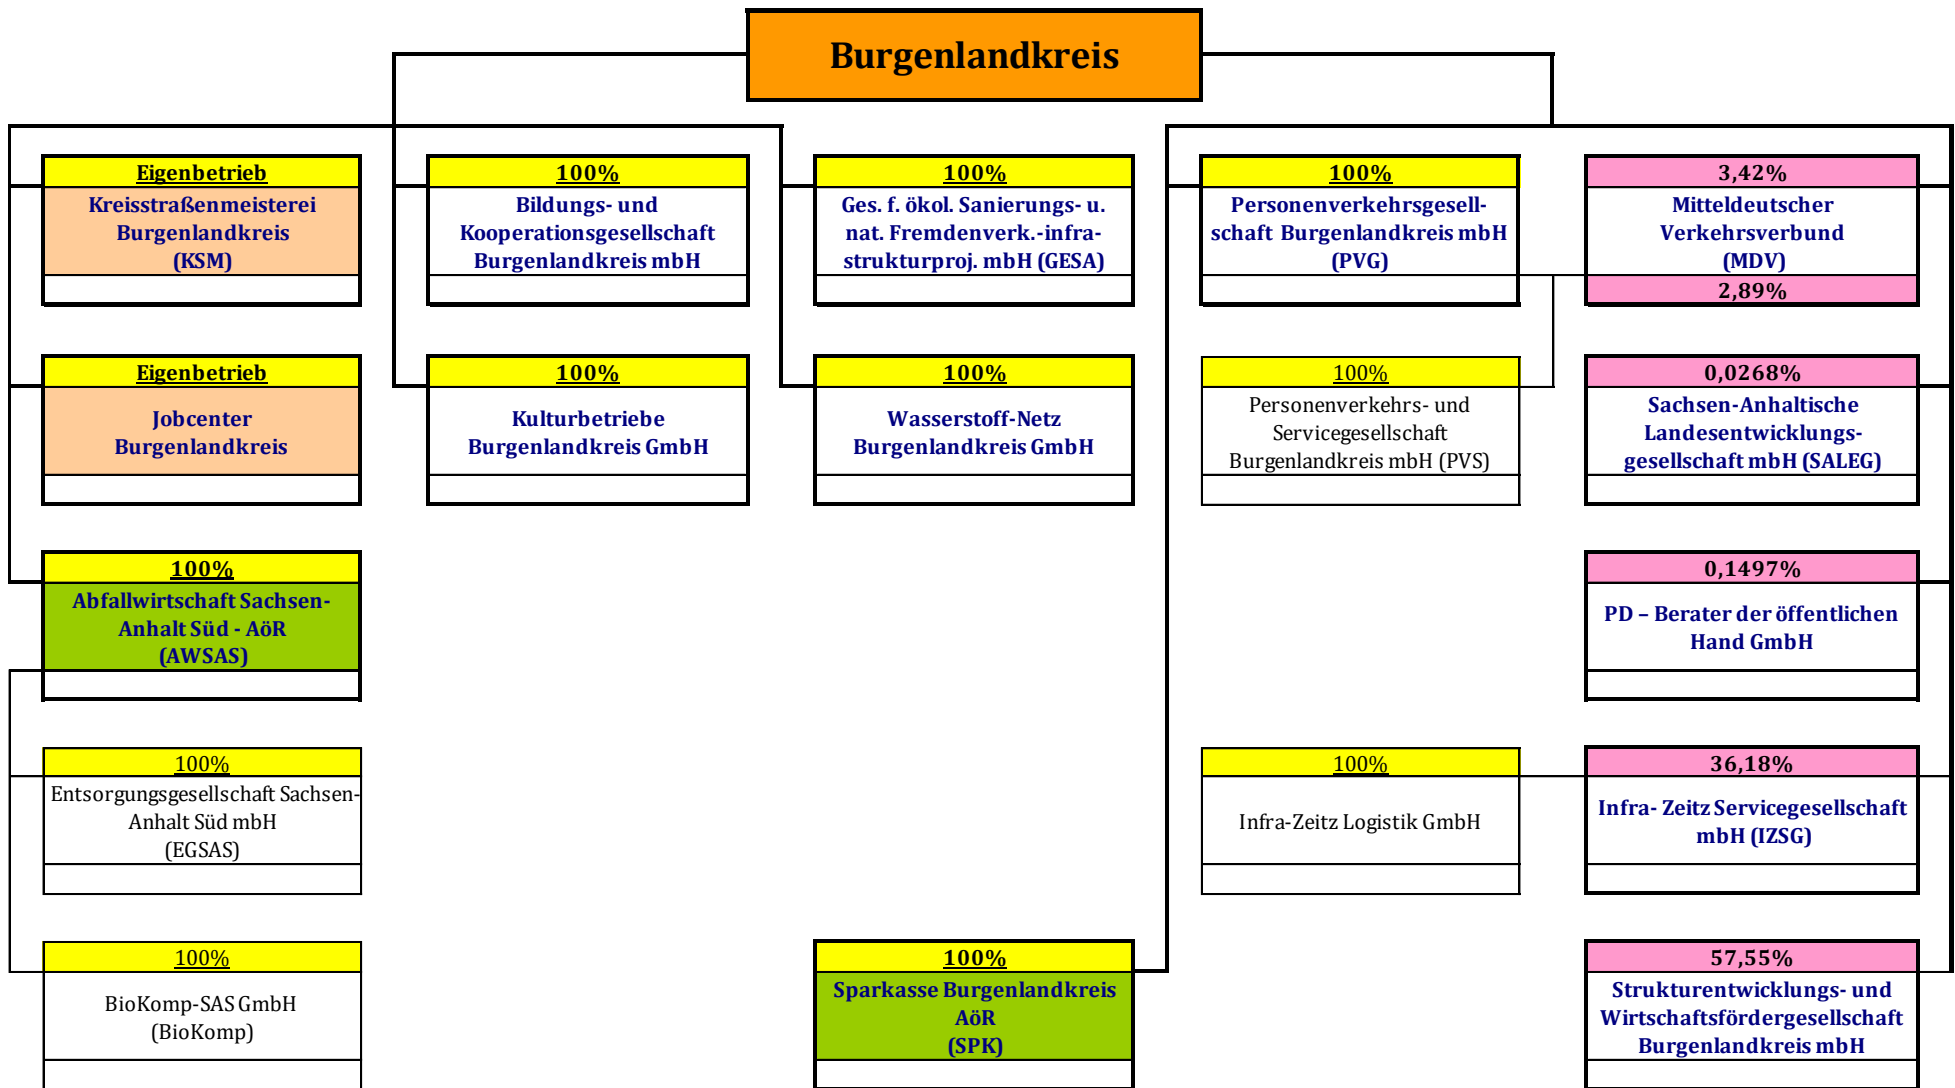 Burgenlandkreis
Eigenbetrieb
Kreisstraßenmeisterei
Burgenlandkreis
(KSM)
100%
Bildungs- und
Kooperationsgesellschaft
Burgenlandkreis mbH
100%
Ges. f. ökol. Sanierungs- u.
nat. Fremdenverk.-infra-
strukturproj. mbH (GESA)
100%
Personenverkehrsgesell-
schaft Burgenlandkreis mbH
(PVG)
3,42%
Mitteldeutscher
Verkehrsverbund
(MDV)
2,89%
Eigenbetrieb
Jobcenter
Burgenlandkreis
100%
Kulturbetriebe
Burgenlandkreis GmbH
100%
Wasserstoff-Netz
Burgenlandkreis GmbH
100%
Personenverkehrs- und
Servicegesellschaft
Burgenlandkreis mbH (PVS)
0,0268%
Sachsen-Anhaltische
Landesentwicklungs-
gesellschaft mbH (SALEG)
100%
Abfallwirtschaft Sachsen-
Anhalt Süd - AöR
(AWSAS)
0,1497%
PD – Berater der öffentlichen
Hand GmbH
100%
Entsorgungsgesellschaft Sachsen-
Anhalt Süd mbH
(EGSAS)
100%
Infra-Zeitz Logistik GmbH
36,18%
Infra- Zeitz Servicegesellschaft
mbH (IZSG)
100%
BioKomp-SAS GmbH
(BioKomp)
100%
Sparkasse Burgenlandkreis
AöR
(SPK)
57,55%
Strukturentwicklungs- und
Wirtschaftsfördergesellschaft
Burgenlandkreis mbH